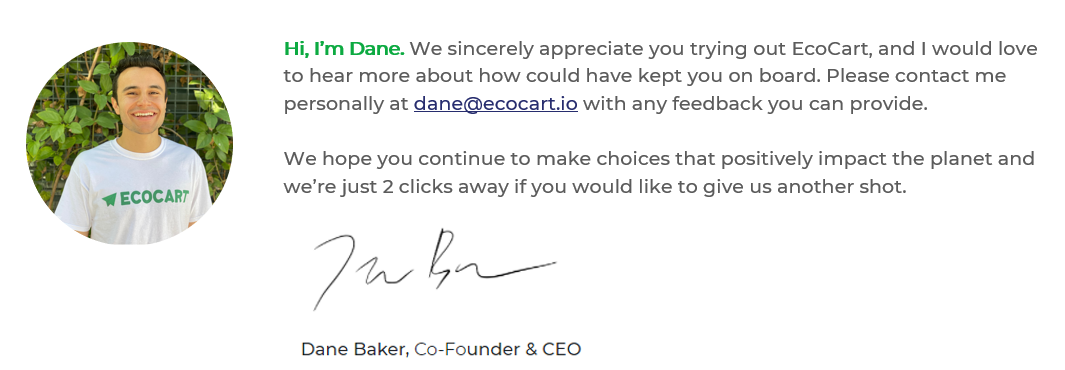 Hi, I'm Dane. We sincerely appreciate you trying out EcoCart, and I would love
to hear more about how could have kept you on board. Please contact me
personally at dane@ecocart.io with any feedback you can provide.
We hope you continue to make choices that positively impact the planet and
we're just 2 clicks away if you would like to give us another shot.
ECOCART
Dane Baker, Co-Founder & CEO